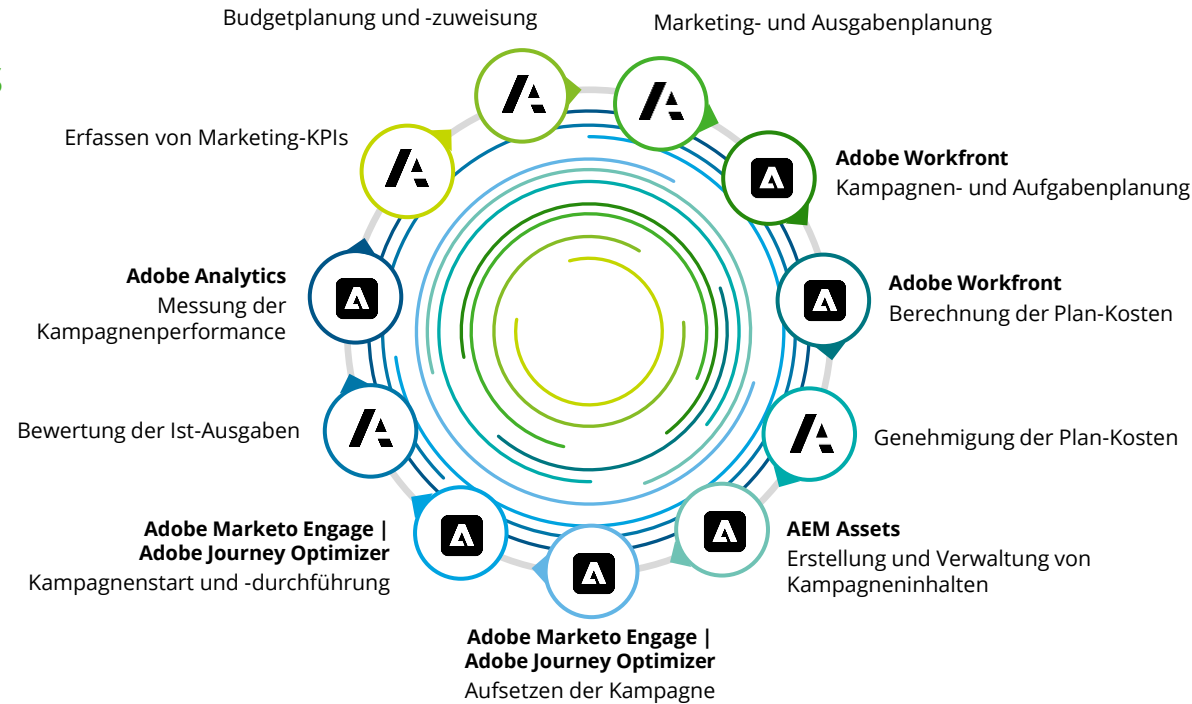 Budgetplanung und -zuweisung
Marketing- und Ausgabenplanung
Erfassen von Marketing-KPIs
Adobe Workfront
Kampagnen- und Aufgabenplanung
Adobe Analytics
Messung der
Kampagnenperformance
Adobe Workfront
Berechnung der Plan-Kosten
Bewertung der Ist-Ausgaben
Genehmigung der Plan-Kosten
Adobe Marketo Engage |
Adobe Journey Optimizer
Kampagnenstart und -durchführung
AEM Assets
Erstellung und Verwaltung von
Kampagneninhalten
Adobe Marketo Engage |
Adobe Journey Optimizer
Aufsetzen der Kampagne